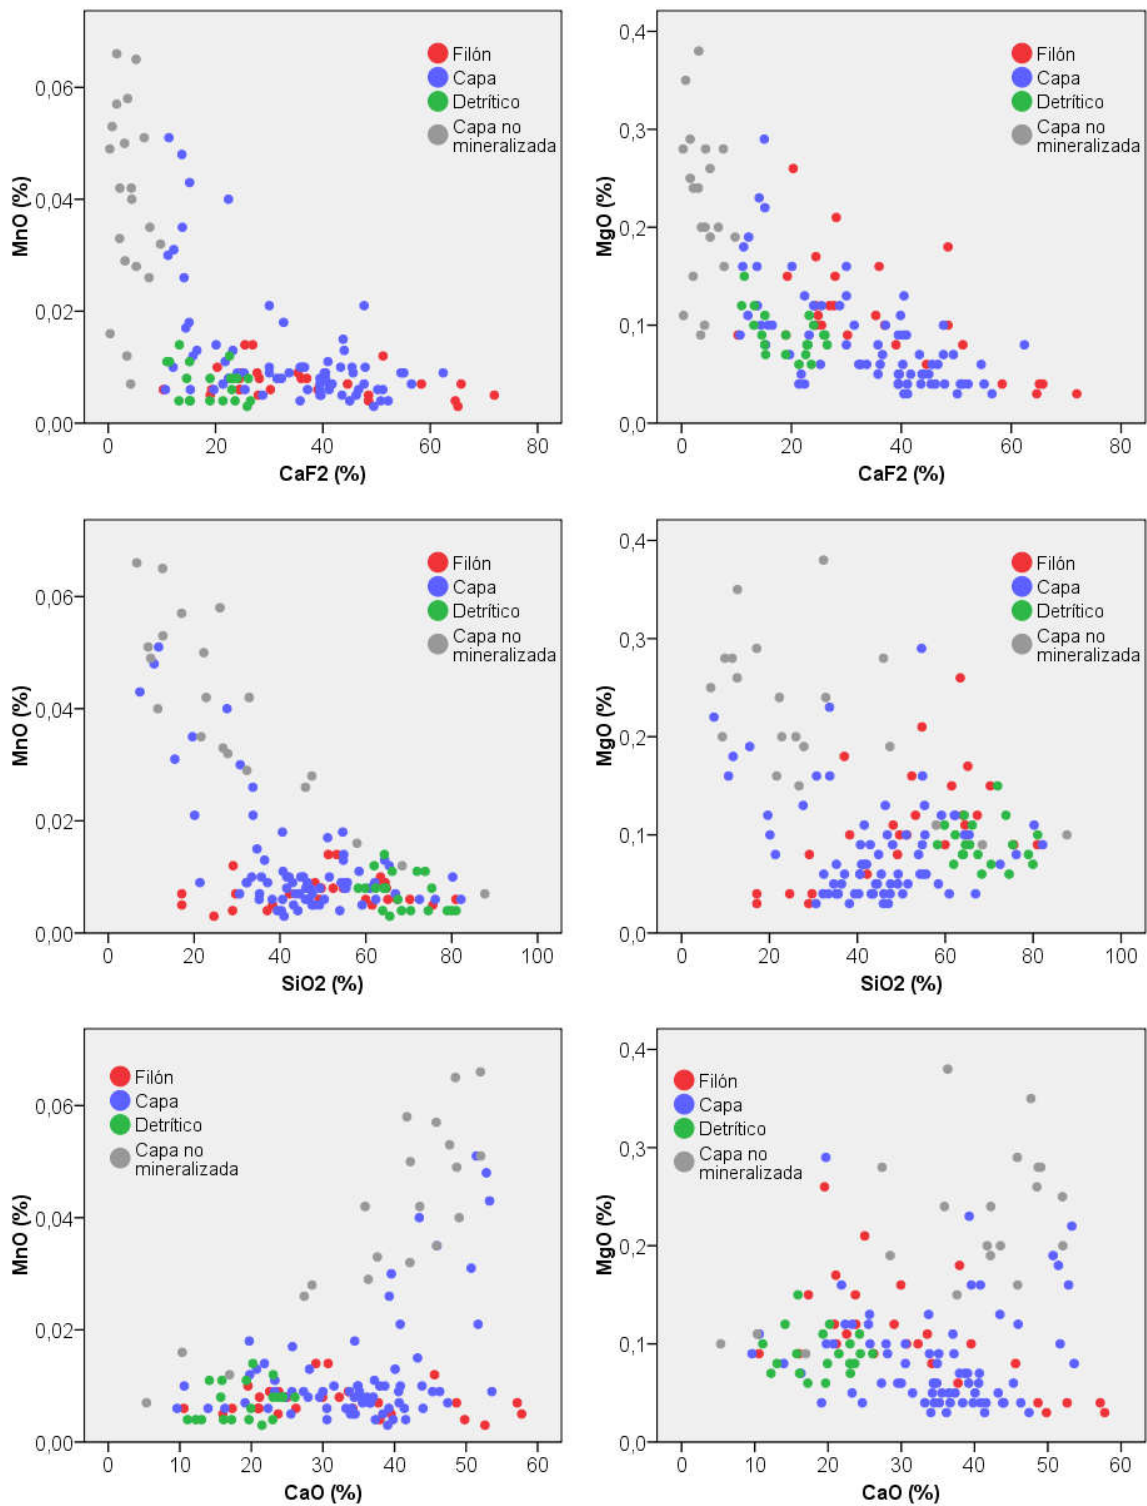 0,06
0,04
0,02
0,00
MnO (%)
Filón
Capa
Detrítico
Capa no
mineralizada
0 20 40 60 80
CaF2 (%)
0,4
0,3
0,2
0,1
0,0
MgO (%)
Filón
Capa
Detrítico
Capa no
mineralizada
0 20 40 60 80
CaF2 (%)
0,06
0,04
0,02
0,00
MnO (%)
Filón
Capa
Detrítico
Capa no
mineralizada
0 20 40 60 80 100
SiO2 (%)
0,4
0,3
0,2
0,1
0,0
MgO (%)
Filón
Capa
Detrítico
Capa no
mineralizada
0 20 40 60 80 100
SiO2 (%)
0,06
0,04
0,02
0,00
MnO (%)
Filón
Capa
Detrítico
Capa no
mineralizada
0 10 20 30 40 50 60
CaO (%)
0,4
0,3
0,2
0,1
0,0
MgO (%)
Filón
Capa
Detrítico
Capa no
mineralizada
0 10 20 30 40 50 60
CaO (%)